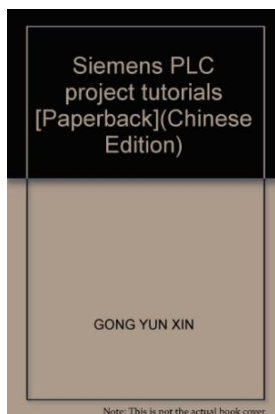 Siemens PLC
project tutorials
[Paperback](Chinese
Edition)
GONG YUN XIN
Note: This is not the actual book cover